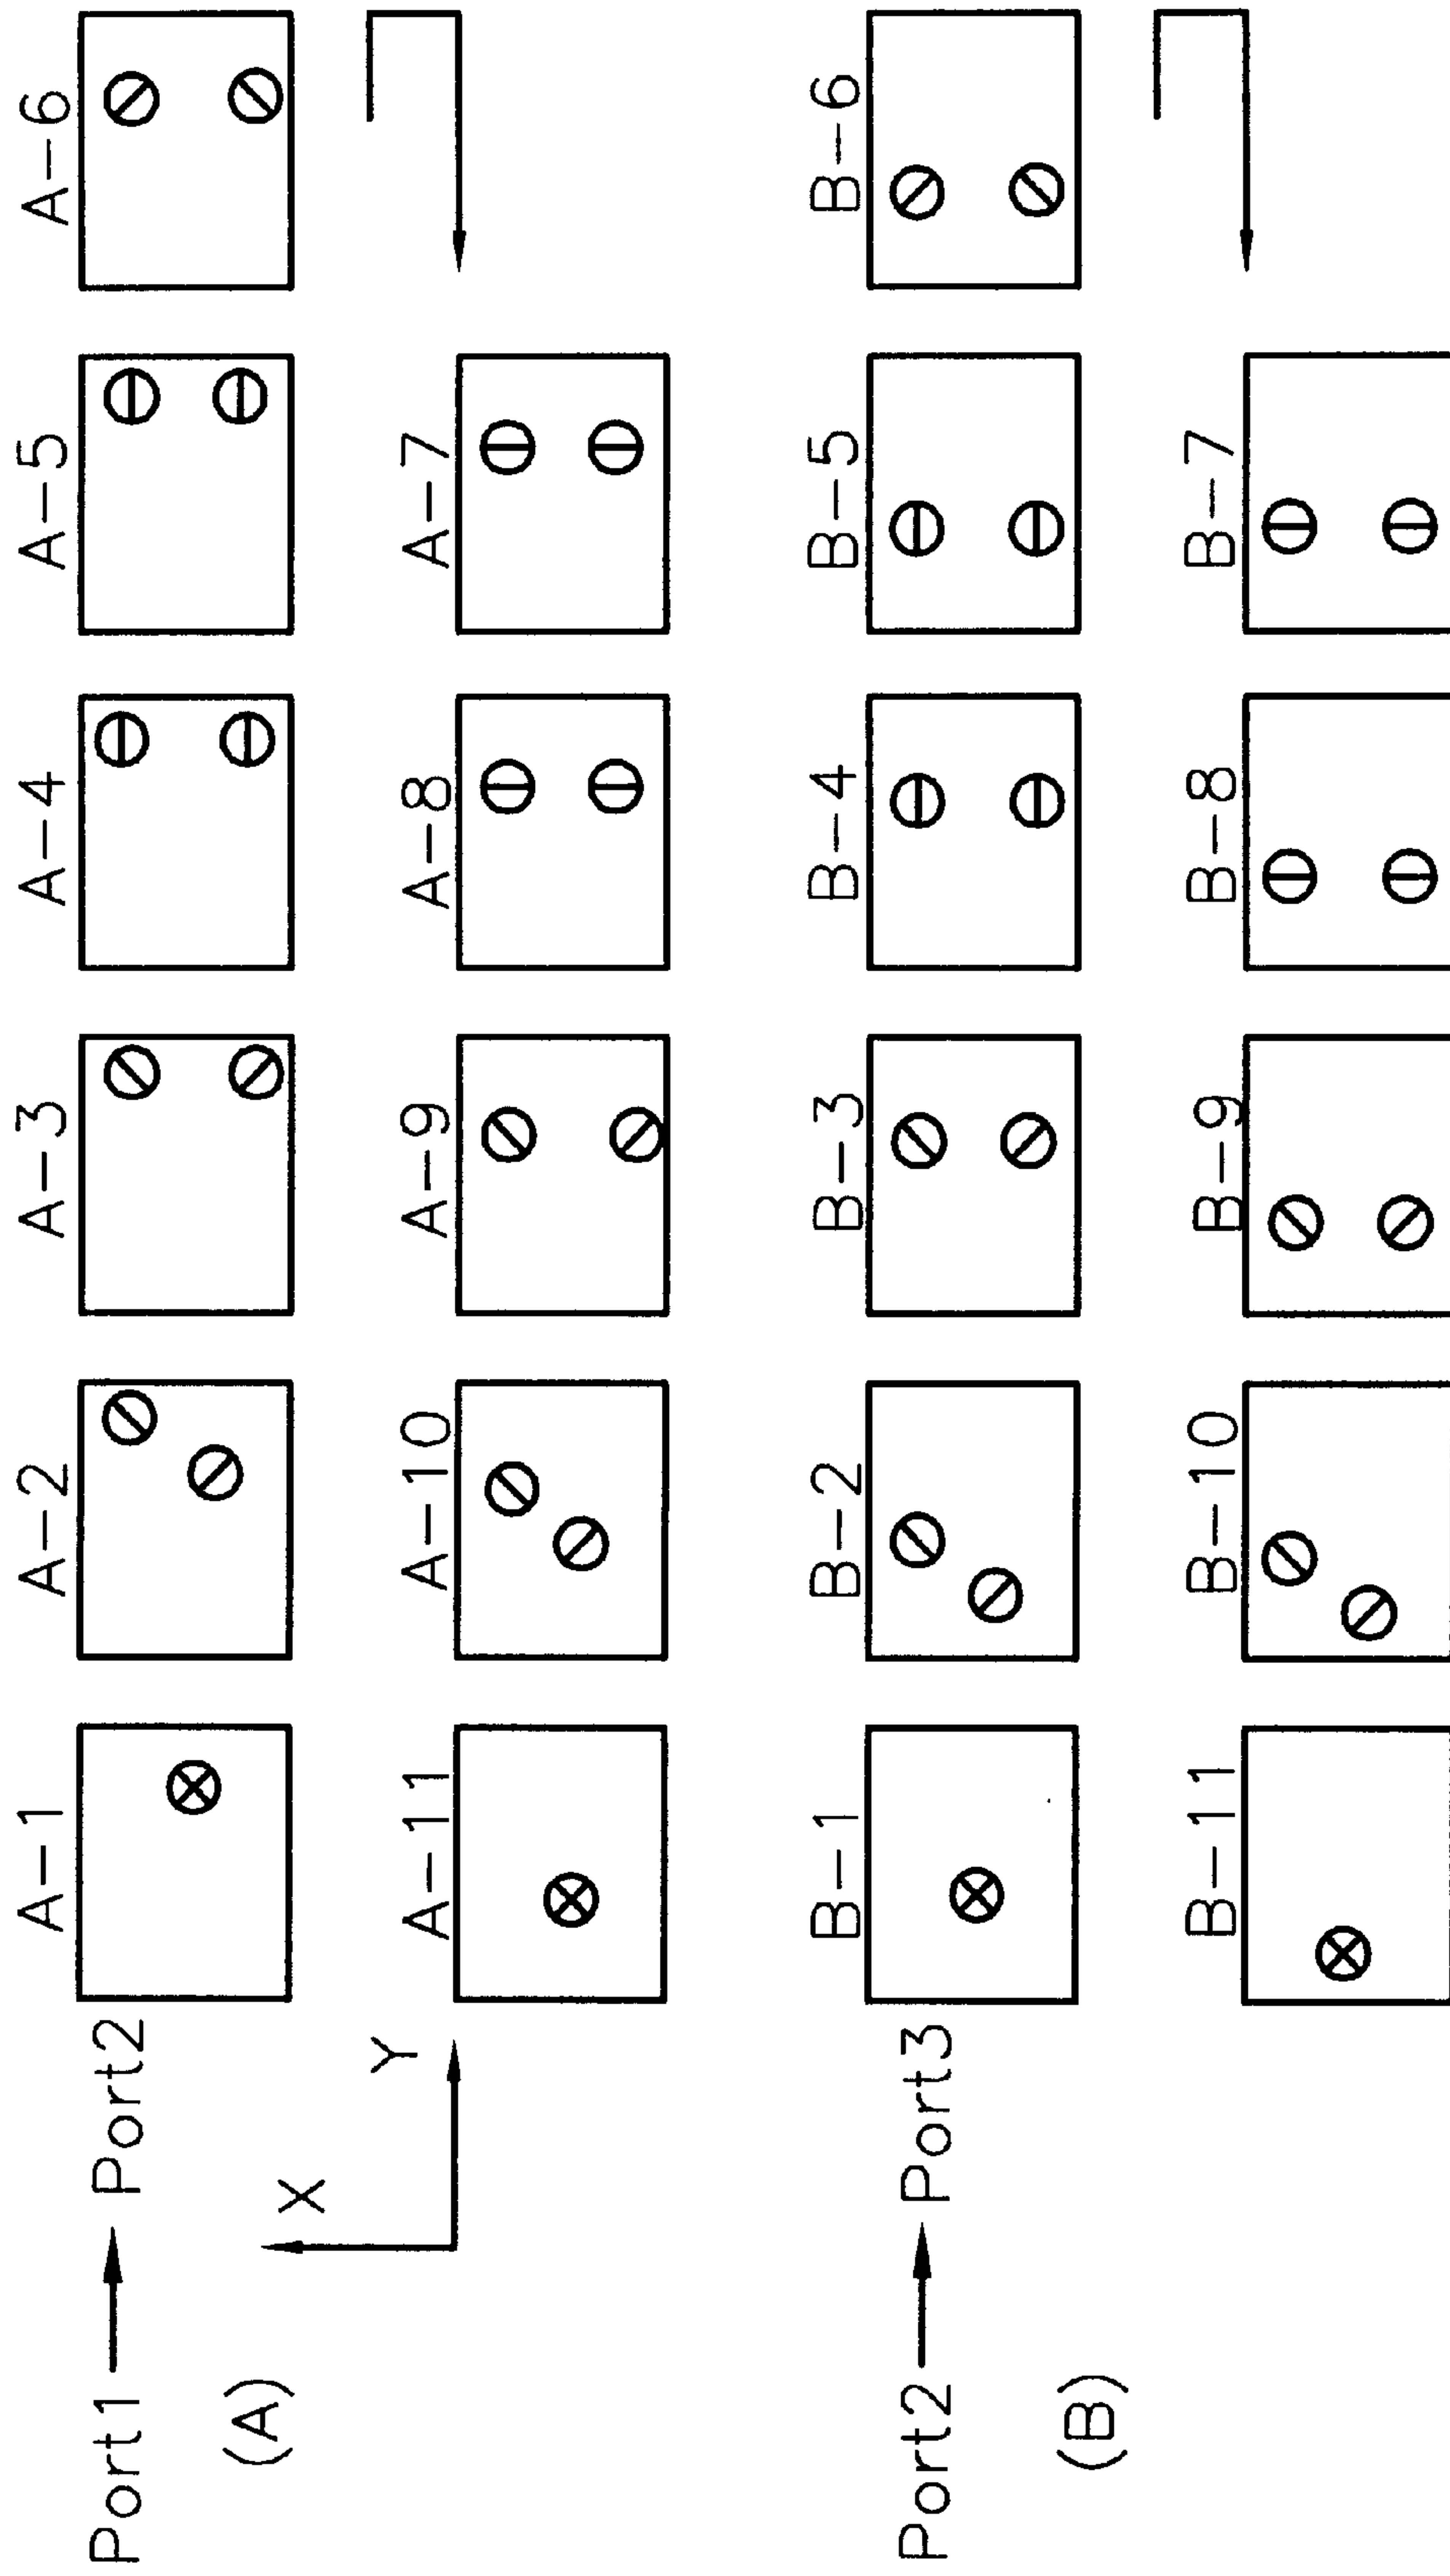 Port1 Port2
(A)
A-1 A-2 A-3 A-4 A-5 A-6
X
Y
A-11 A-10 A-9 A-8 A-7
Port2 Port3
(B)
B-1 B-2 B-3 B-4 B-5 B-6
B-11 B-10 B-9 B-8 B-7